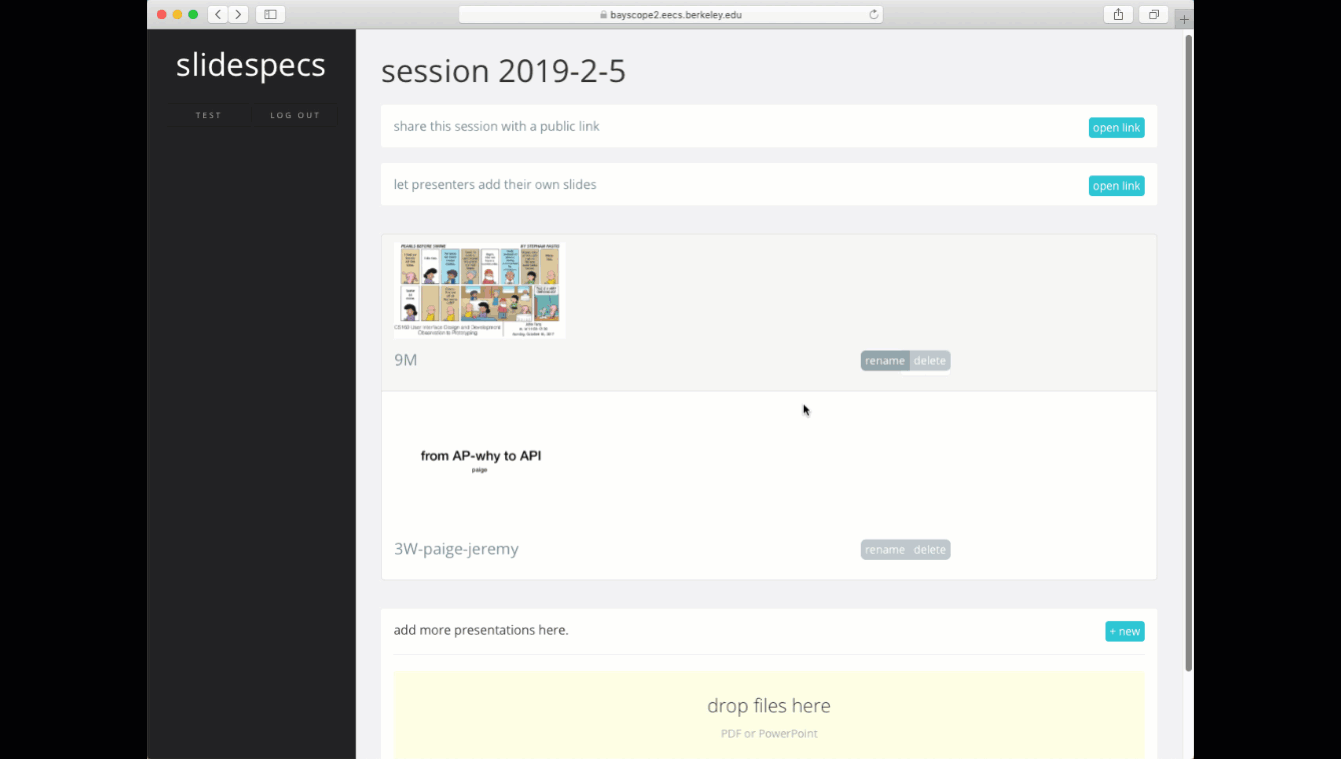 bayscope2.eecs.berkeley.edu
slidespecs
TEST
LOG OUT
session 2019-2-5
share this session with a public link
open link
let presenters add their own slides
open link
PEARLS BEFORE SWINE
BY STEPHAN PASTIS
CS160 User Interface Design and Development
Observation to Prototyping
9M
rename
delete
from AP-why to API
paige
3W-paige-jeremy
rename
delete
add more presentations here.
+ new
drop files here
PDF or PowerPoint